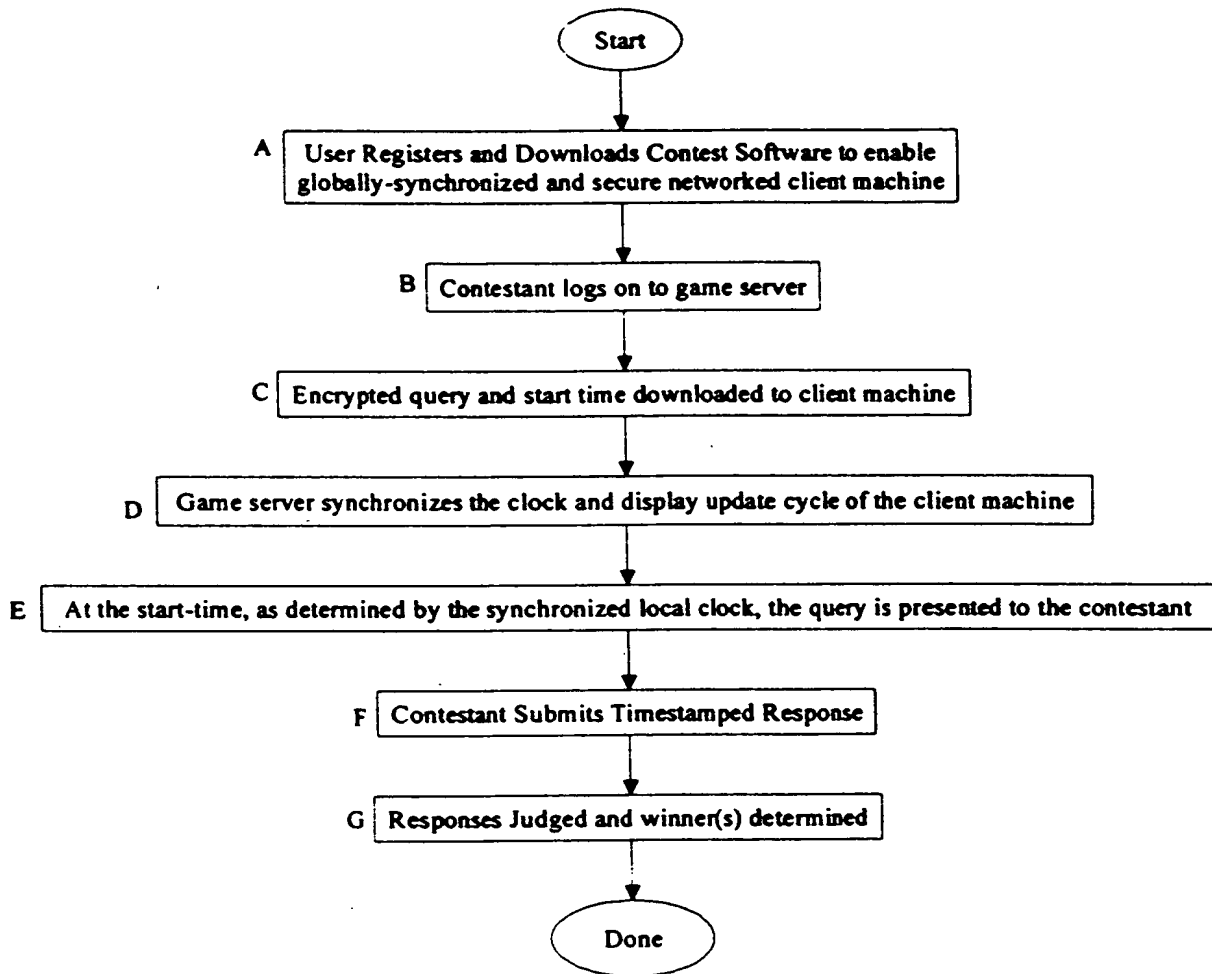 Start
A
User Registers and Downloads Contest Software to enable
globally-synchronized and secure networked client machine
B
Contestant logs on to game server
C
Encrypted query and start time downloaded to client machine
D
Game server synchronizes the clock and display update cycle of the client machine
E
At the start-time, as determined by the synchronized local clock, the query is presented to the contestant
F
Contestant Submits Timestamped Response
G
Responses Judged and winner(s) determined
Done